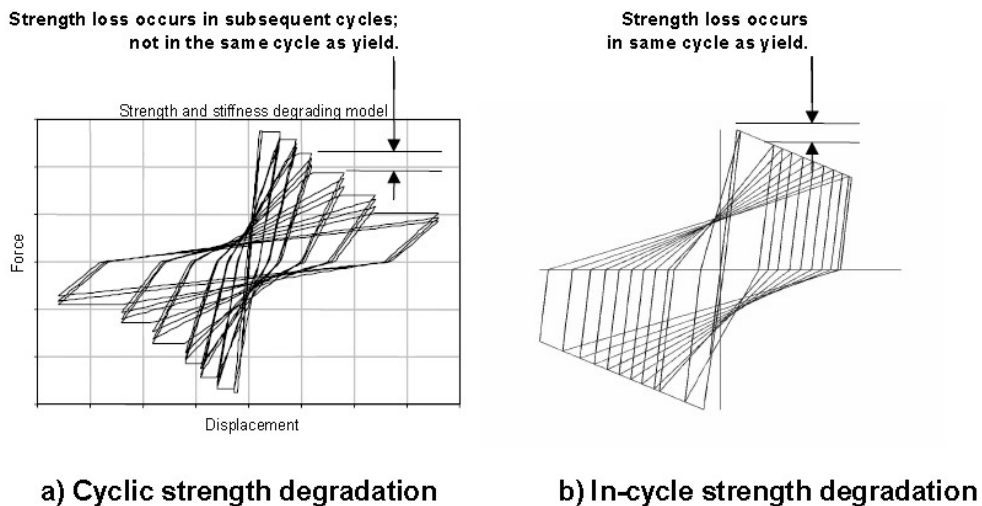 Strength loss occurs in subsequent cycles;
not in the same cycle as yield.
Strength and stiffness degrading model
Force
Displacement
a) Cyclic strength degradation
Strength loss occurs
in same cycle as yield.
b) In-cycle strength degradation